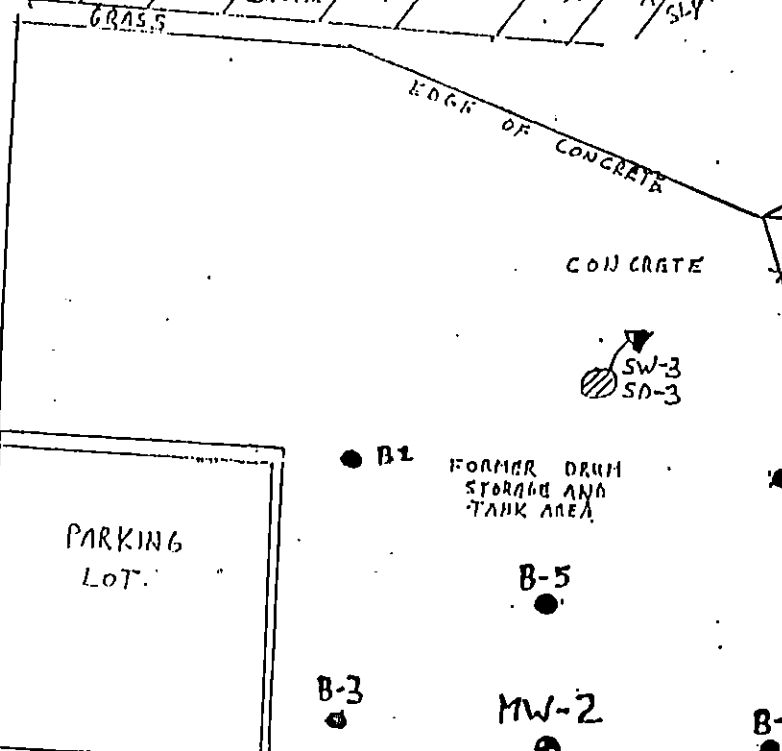 GRASS
SLY
EDGE OF CONCRETE
CONCRETE
SW-3
SD-3
B1
FORMER DRUM
STORAGE AND
TANK AREA
PARKING
LOT.
B-5
B-3
MW-2
B-